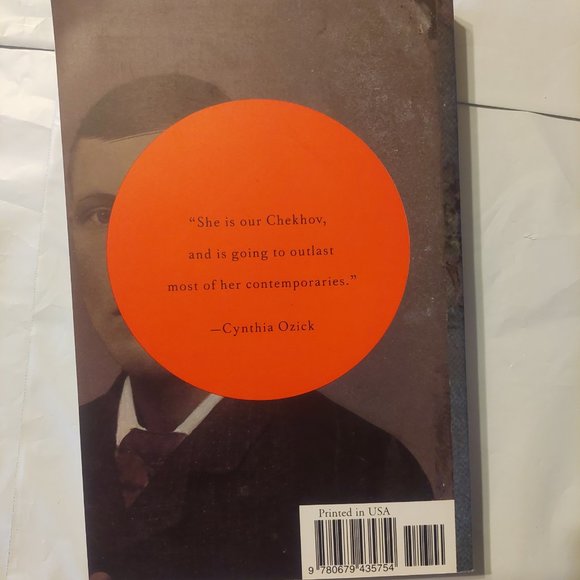 “She is our Chekhov,
and is going to outlast
most of her contemporaries.”
—Cynthia Ozick
Printed in USA
9 780679 435754